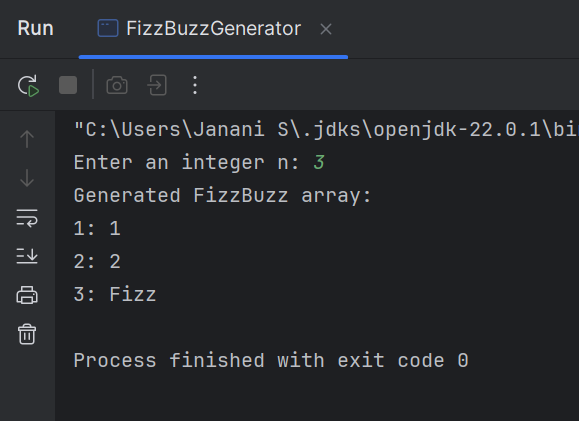 Run FizzBuzzGenerator
"C:\Users\Janani S\.jdks\openjdk-22.0.1\bi
Enter an integer n: 3
Generated FizzBuzz array:
1: 1
2: 2
3: Fizz
Process finished with exit code 0